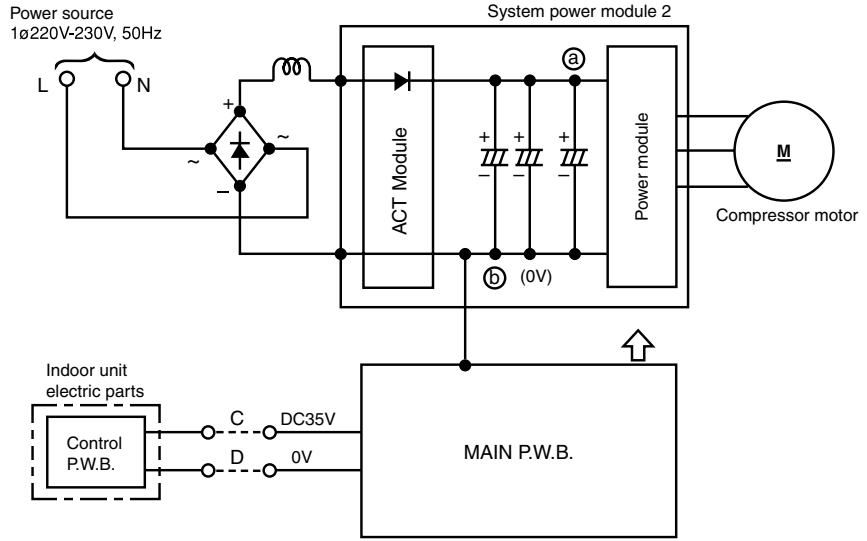 Power source
1ø220V-230V, 50Hz
L
N
System power module 2
+
~
~
−
ACT Module
+
+
+
−
−
−
ⓐ
ⓑ
(0V)
Power module
M
Compressor motor
Indoor unit
electric parts
Control
P.W.B.
C
DC35V
D
0V
MAIN P.W.B.